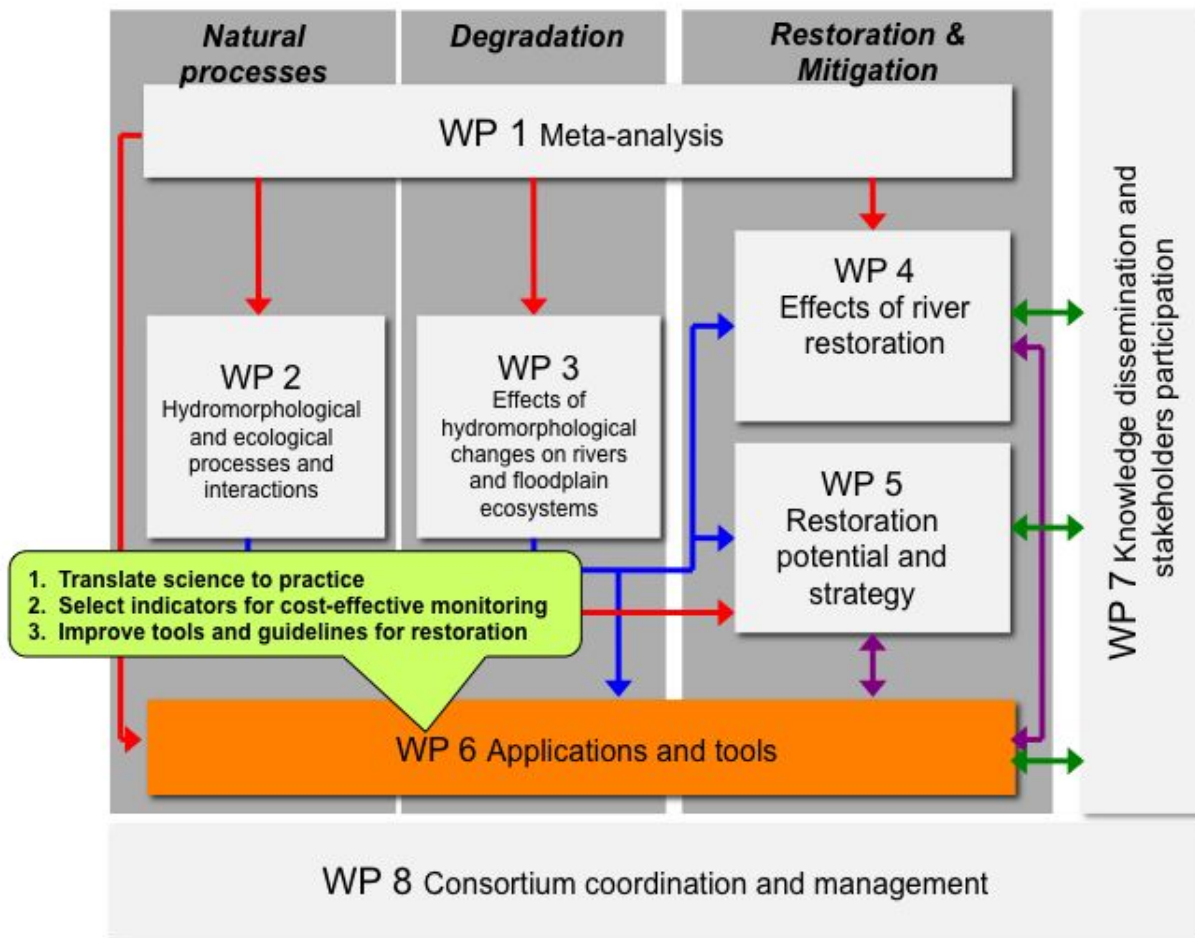 Natural
processes
Degradation
Restoration &
Mitigation
WP 1 Meta-analysis
WP 2
Hydromorphological
and ecological
processes and
interactions
WP 3
Effects of
hydromorphological
changes on rivers
and floodplain
ecosystems
WP 4
Effects of river
restoration
WP 5
Restoration
potential and
strategy
1. Translate science to practice
2. Select indicators for cost-effective monitoring
3. Improve tools and guidelines for restoration
WP 6 Applications and tools
WP 7 Knowledge dissemination and
stakeholders participation
WP 8 Consortium coordination and management